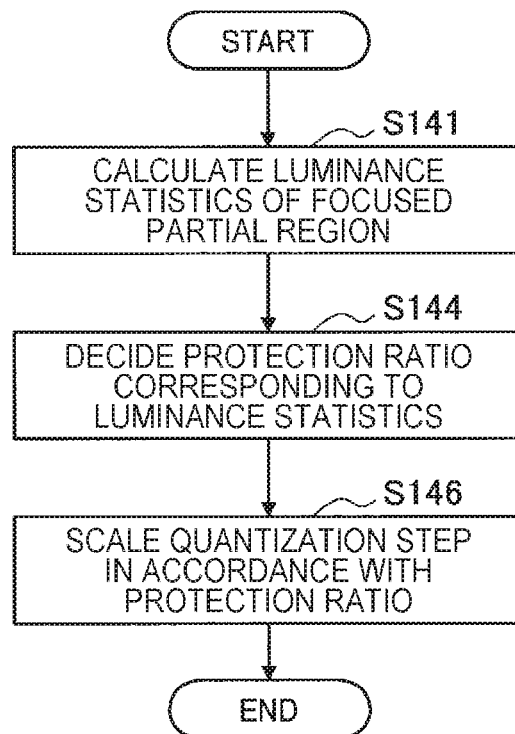 START
S141
CALCULATE LUMINANCE
STATISTICS OF FOCUSED
PARTIAL REGION
S144
DECIDE PROTECTION RATIO
CORRESPONDING TO
LUMINANCE STATISTICS
S146
SCALE QUANTIZATION STEP
IN ACCORDANCE WITH
PROTECTION RATIO
END